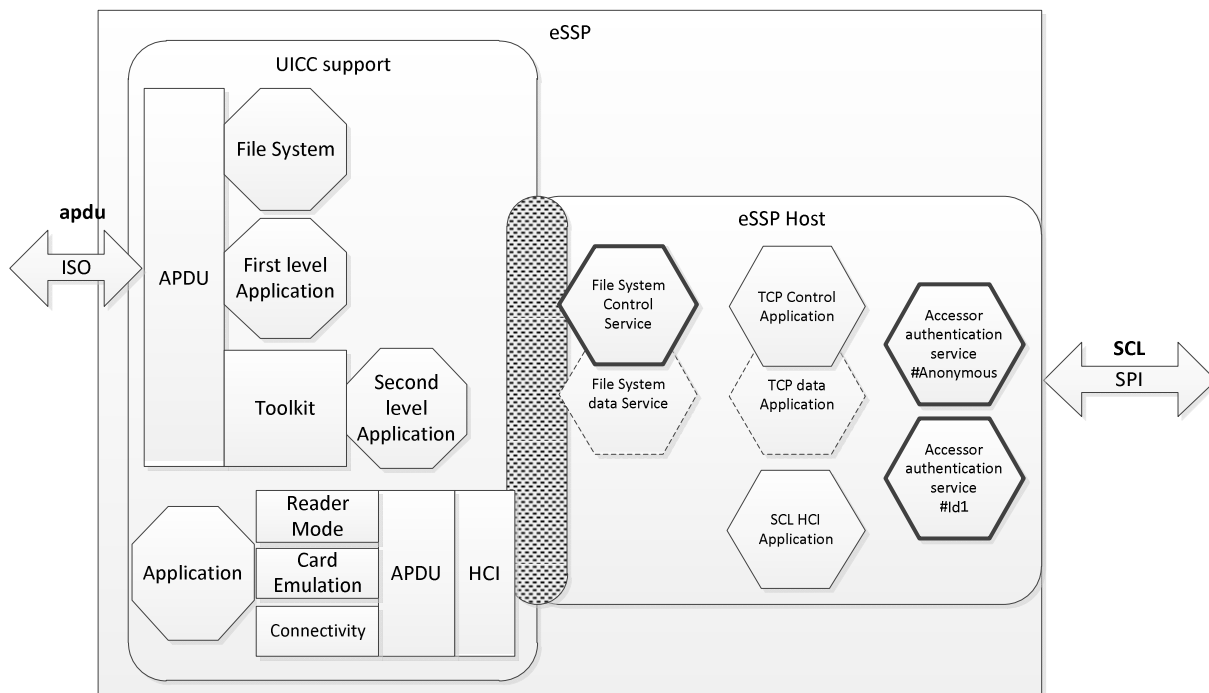 eSSP
UICC support
File System
apdu
ISO
APDU
First level
Application
Toolkit
Second
level
Application
Reader
Mode
Application
Card
Emulation
APDU
HCI
Connectivity
eSSP Host
File System
Control
Service
File System
data Service
TCP Control
Application
TCP data
Application
SCL HCI
Application
Accessor
authentication
service
#Anonymous
Accessor
authentication
service
#Id1
SCL
SPI